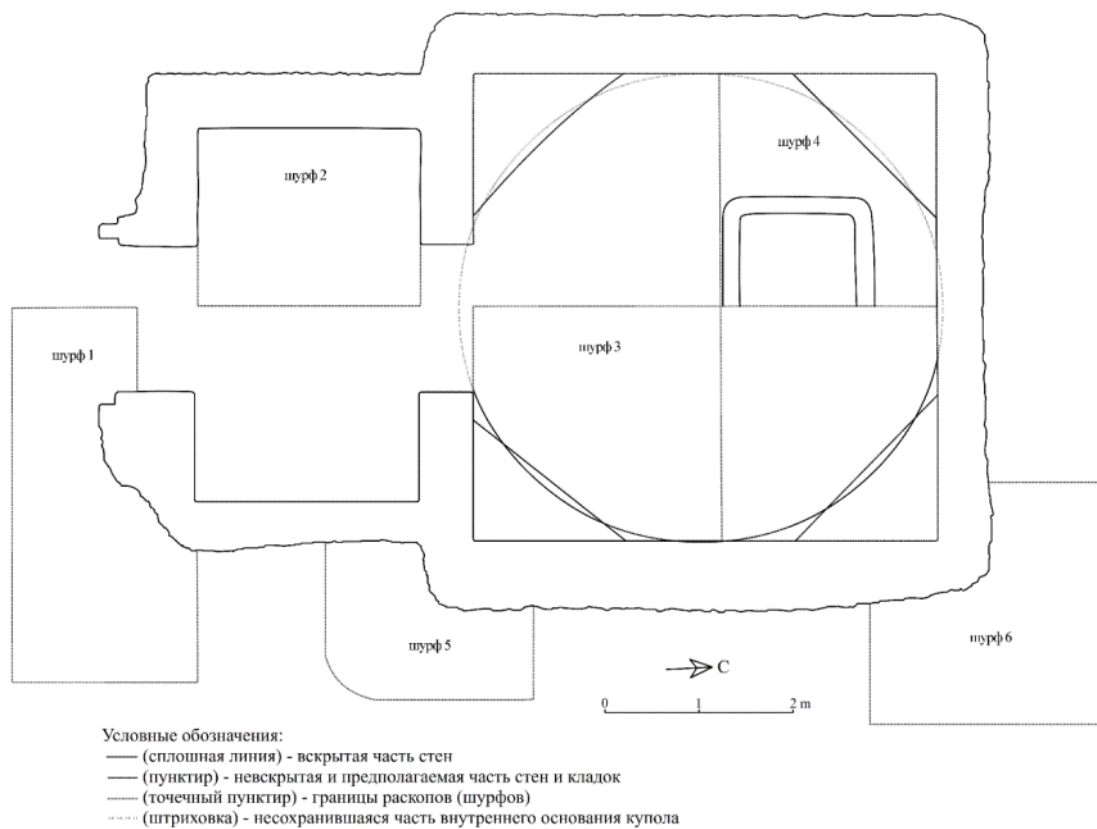 шурф 4
шурф 2
шурф 3
шурф 1
шурф 5
шурф 6
С
0 1 2 m
Условные обозначения:
(сплошная линия) - вскрытая часть стен
(пунктир) - невскрытая и предполагаемая часть стен и кладок
(точечный пунктир) - границы раскопов (шурфов)
(штриховка) - несохранившаяся часть внутреннего основания купола